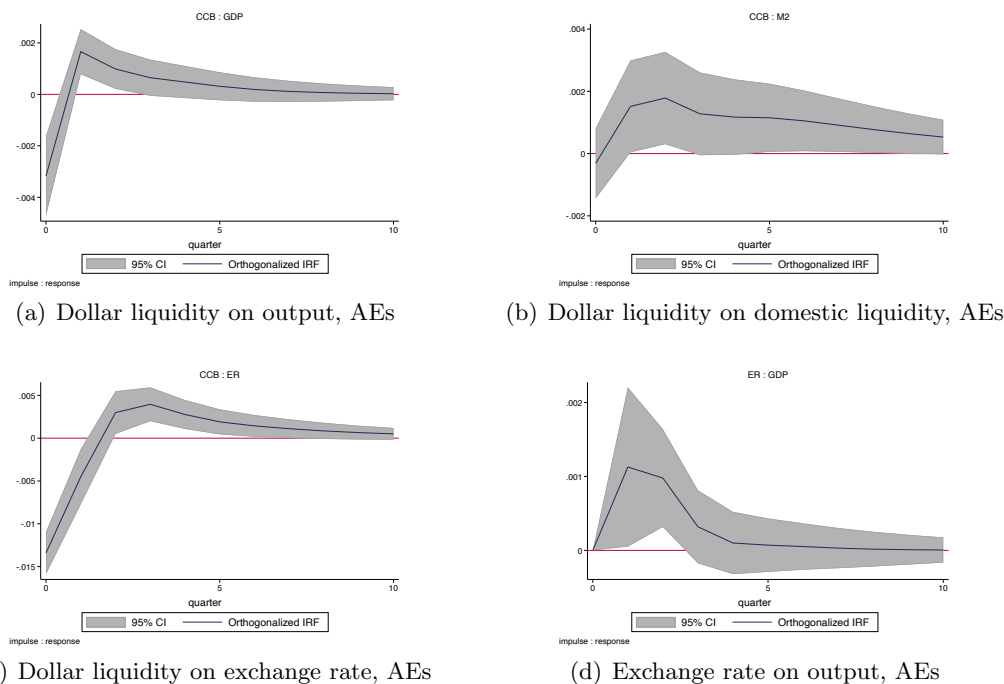 CCB : GDP
.002
0
-.002
-.004
0
5
10
quarter
95% CI
Orthogonalized IRF
impulse : response
(a) Dollar liquidity on output, AEs
CCB : M2
.004
.002
0
-.002
0
5
10
quarter
95% CI
Orthogonalized IRF
impulse : response
(b) Dollar liquidity on domestic liquidity, AEs
CCB : ER
.005
0
-.005
-.01
-.015
0
5
10
quarter
95% CI
Orthogonalized IRF
impulse : response
) Dollar liquidity on exchange rate, AEs
ER : GDP
.002
.001
0
0
5
10
quarter
95% CI
Orthogonalized IRF
impulse : response
(d) Exchange rate on output, AEs